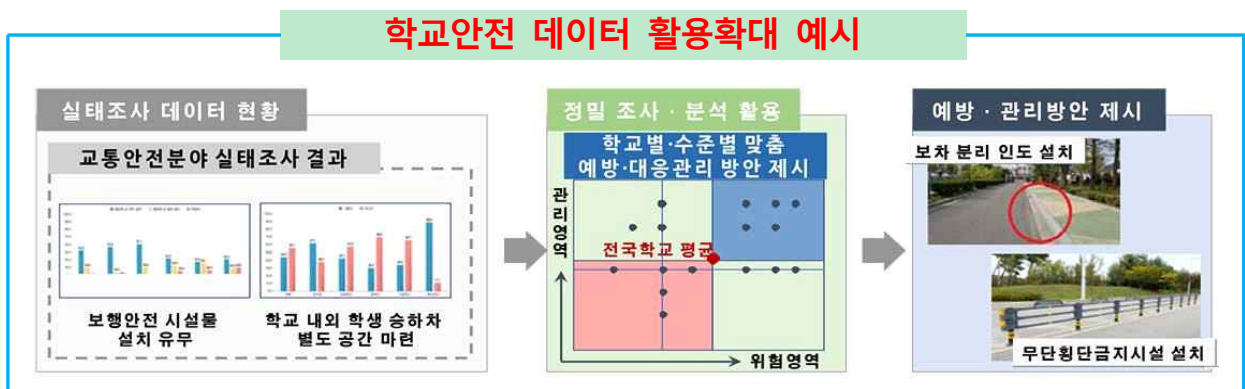 학교안전 데이터 활용확대 예시
실태조사 데이터 현황
교통안전분야 실태조사 결과
보행안전 시설물
설치 유무
학교 내외 학생 승하차
별도 공간 마련
정밀 조사 · 분석 활용
학교별·수준별 맞춤
예방·대응관리 방안 제시
관리영역
전국학교 평균
위험영역
예방 · 관리방안 제시
보차 분리 인도 설치
무단횡단금지시설 설치